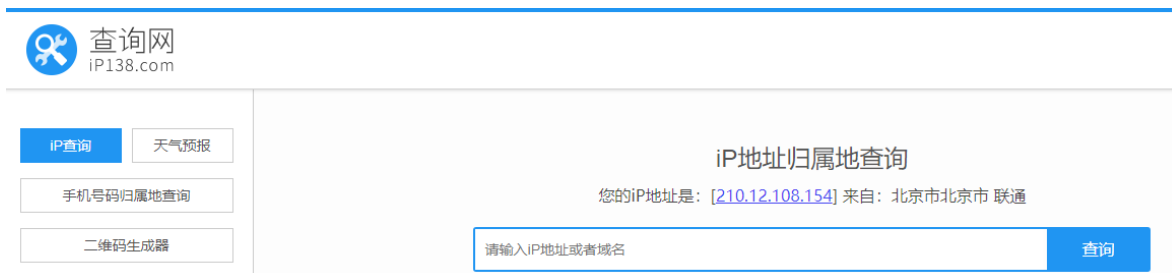 查询网
iP138.com
iP查询
天气预报
手机号码归属地查询
二维码生成器
iP地址归属地查询
您的iP地址是：[210.12.108.154] 来自：北京市北京市 联通
请输入iP地址或者域名
查询